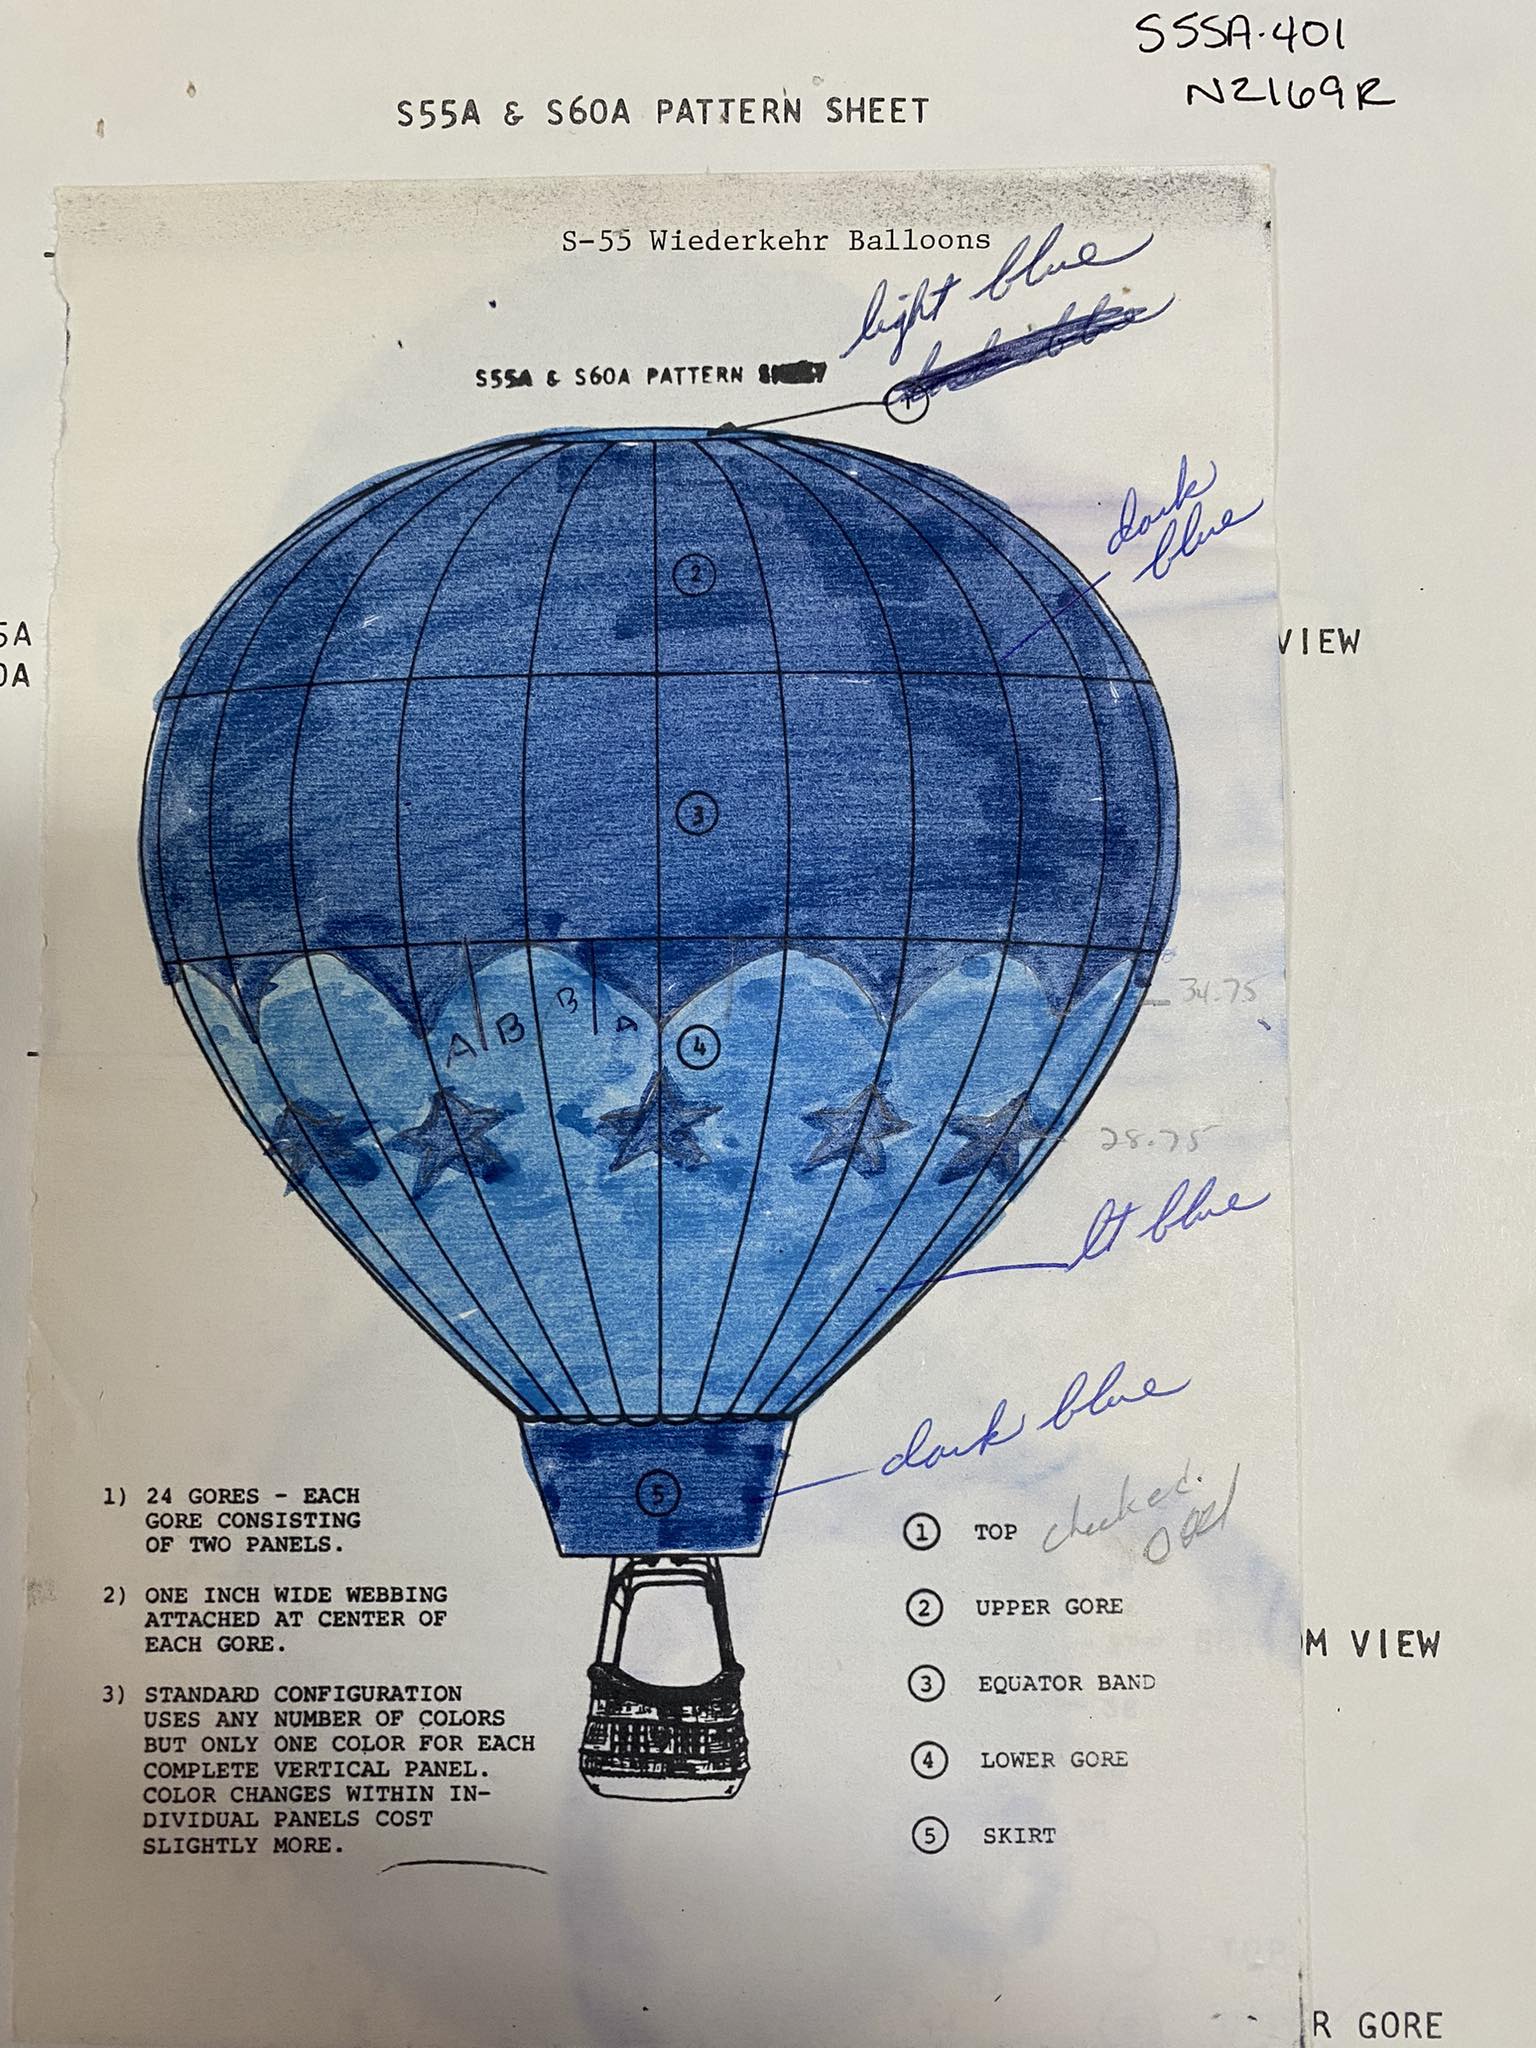 S55A-401
N2169R
S55A & S60A PATTERN SHEET
S-55 Wiederkehr Balloons
light blue
S55A & S60A PATTERN
1
dark
blue
2
5A
0A
VIEW
3
34.75
A B B A
4
28.75
lt blue
dark blue
5
1) 24 GORES - EACH
GORE CONSISTING
OF TWO PANELS.
2) ONE INCH WIDE WEBBING
ATTACHED AT CENTER OF
EACH GORE.
3) STANDARD CONFIGURATION
USES ANY NUMBER OF COLORS
BUT ONLY ONE COLOR FOR EACH
COMPLETE VERTICAL PANEL.
COLOR CHANGES WITHIN IN-
DIVIDUAL PANELS COST
SLIGHTLY MORE.
1 TOP checked.
2 UPPER GORE
M VIEW
3 EQUATOR BAND
4 LOWER GORE
5 SKIRT
R GORE